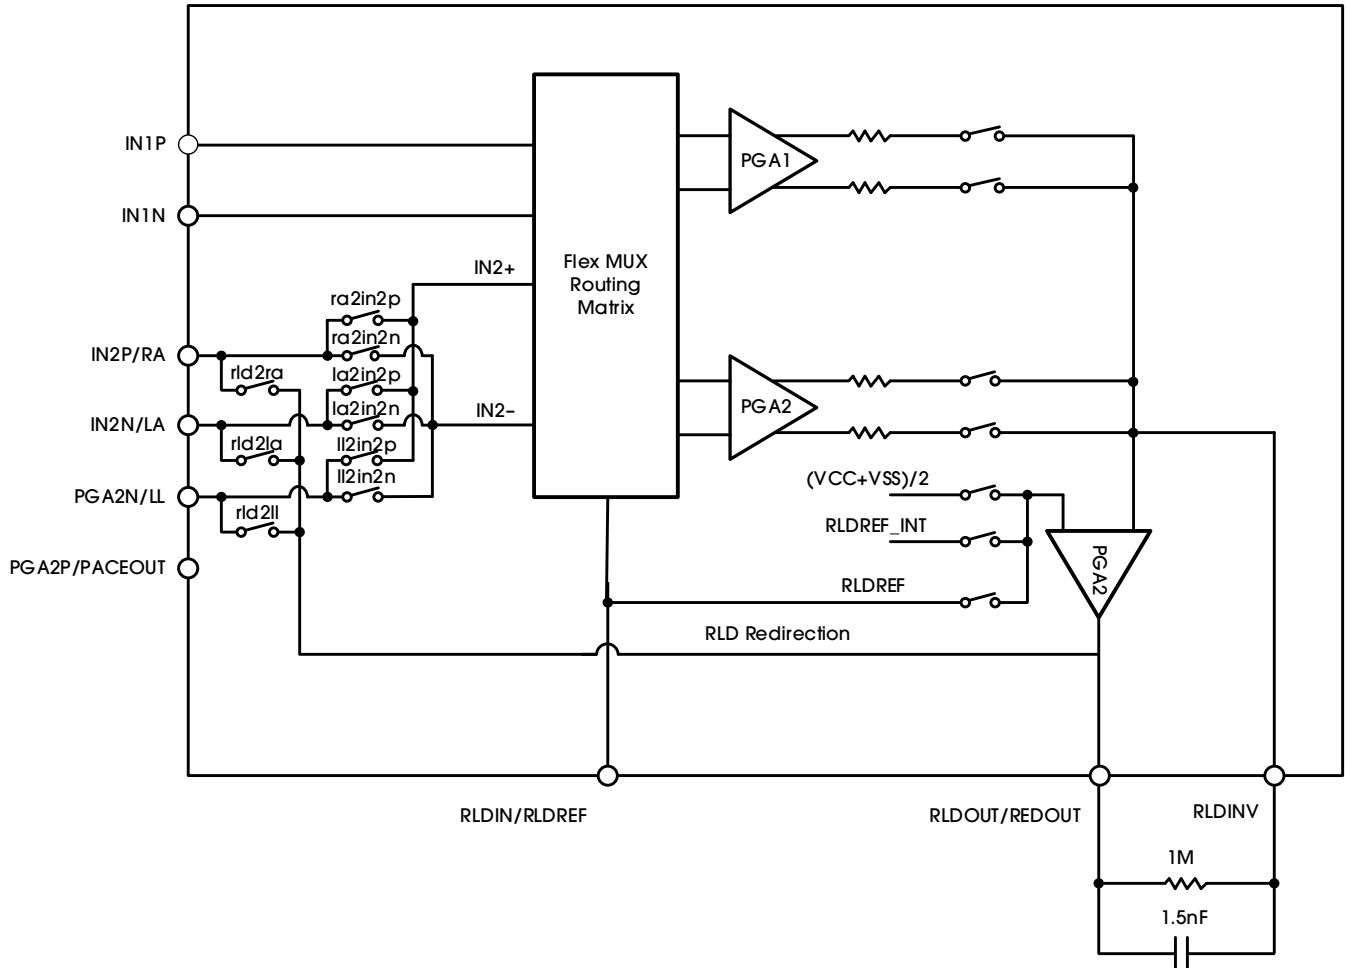 IN1P
IN1N
IN2P/RA
IN2N/LA
PGA2N/LL
PGA2P/PACEOUT
rld2ra
rld2la
rld2ll
ra2in2p
ra2in2n
la2in2p
la2in2n
ll2in2p
ll2in2n
IN2+
IN2−
Flex MUX
Routing
Matrix
PGA1
PGA2
(VCC+VSS)/2
RLDREF_INT
RLDREF
PGA2
RLD Redirection
RLDIN/RLDREF
RLDOUT/REDOUT
RLDINV
1M
1.5nF